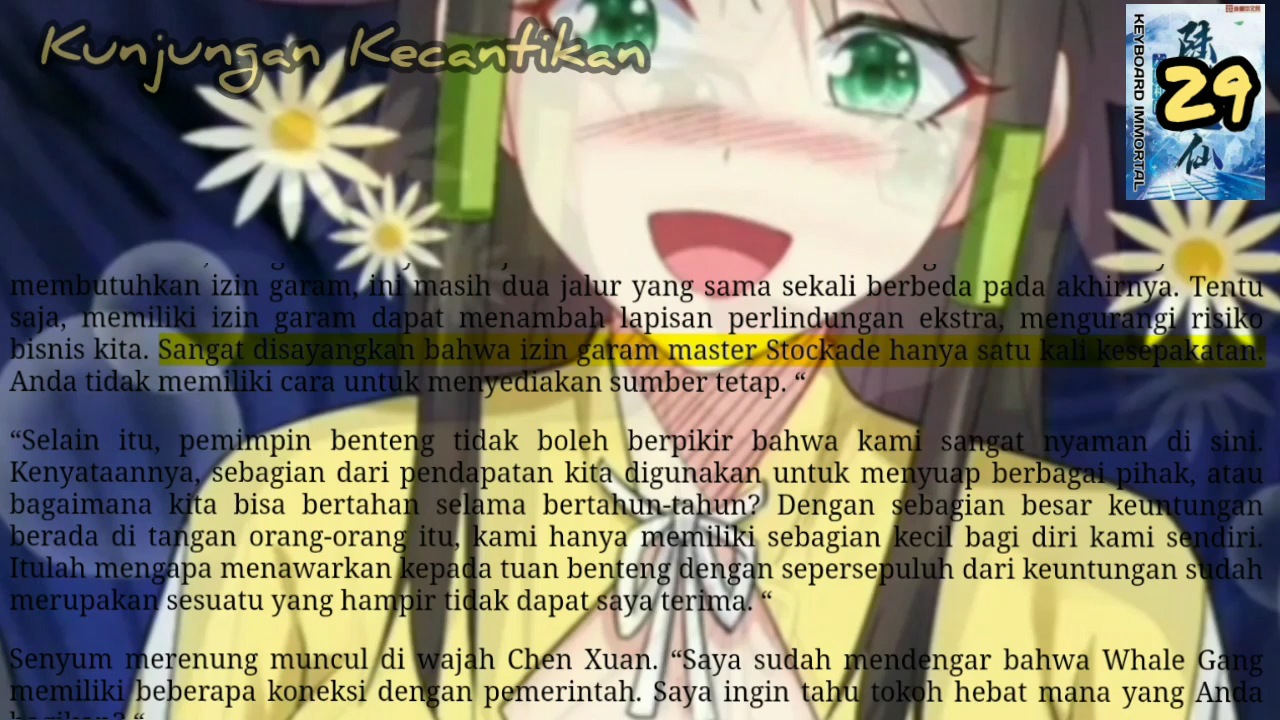 Kunjungan Kecantikan
KEYBOARD IMMORTAL
29
仙
membutuhkan izin garam, ini masih dua jalur yang sama sekali berbeda pada akhirnya. Tentu
saja, memiliki izin garam dapat menambah lapisan perlindungan ekstra, mengurangi risiko
bisnis kita. Sangat disayangkan bahwa izin garam master Stockade hanya satu kali kesepakatan.
Anda tidak memiliki cara untuk menyediakan sumber tetap. “
“Selain itu, pemimpin benteng tidak boleh berpikir bahwa kami sangat nyaman di sini.
Kenyataannya, sebagian dari pendapatan kita digunakan untuk menyuap berbagai pihak, atau
bagaimana kita bisa bertahan selama bertahun-tahun? Dengan sebagian besar keuntungan
berada di tangan orang-orang itu, kami hanya memiliki sebagian kecil bagi diri kami sendiri.
Itulah mengapa menawarkan kepada tuan benteng dengan sepersepuluh dari keuntungan sudah
merupakan sesuatu yang hampir tidak dapat saya terima. “
Senyum merenung muncul di wajah Chen Xuan. “Saya sudah mendengar bahwa Whale Gang
memiliki beberapa koneksi dengan pemerintah. Saya ingin tahu tokoh hebat mana yang Anda